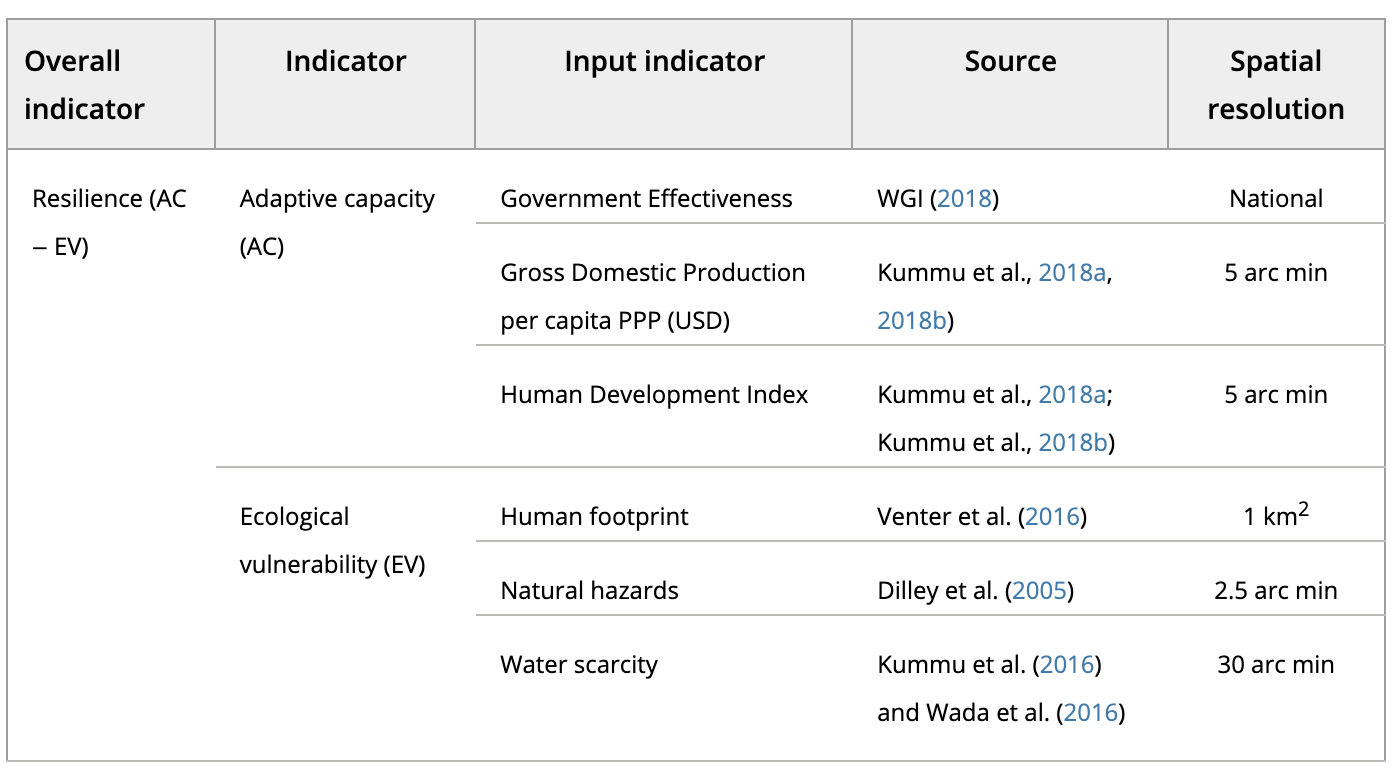 Overall indicator
Indicator
Input indicator
Source
Spatial resolution
Resilience (AC – EV)
Adaptive capacity (AC)
Government Effectiveness
WGI (2018)
National
Gross Domestic Production per capita PPP (USD)
Kummu et al., 2018a, 2018b)
5 arc min
Human Development Index
Kummu et al., 2018a; Kummu et al., 2018b)
5 arc min
Ecological vulnerability (EV)
Human footprint
Venter et al. (2016)
1 km²
Natural hazards
Dilley et al. (2005)
2.5 arc min
Water scarcity
Kummu et al. (2016) and Wada et al. (2016)
30 arc min